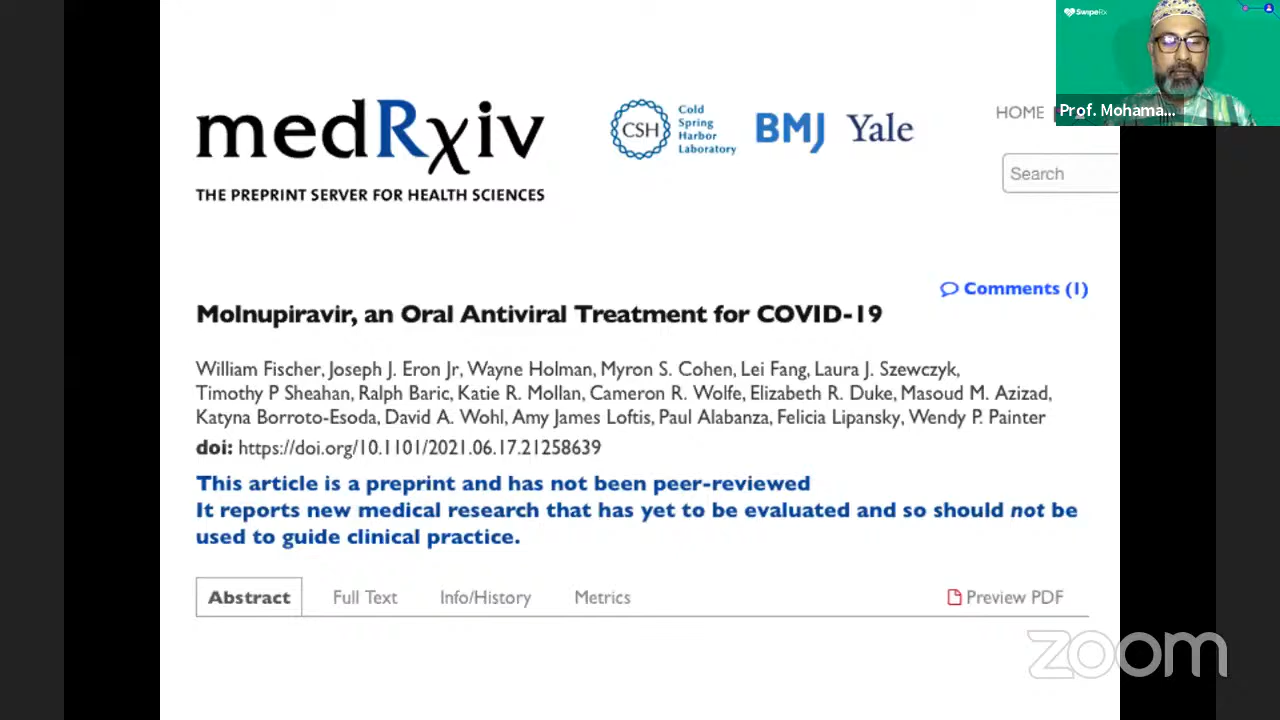 medRxiv
THE PREPRINT SERVER FOR HEALTH SCIENCES
CSH
Cold
Spring
Harbor
Laboratory
BMJ
Yale
HOME
Search
SwipeRx
Prof. Mohama...
Comments (1)
Molnupiravir, an Oral Antiviral Treatment for COVID-19
William Fischer, Joseph J. Eron Jr, Wayne Holman, Myron S. Cohen, Lei Fang, Laura J. Szewczyk,
Timothy P Sheahan, Ralph Baric, Katie R. Mollan, Cameron R. Wolfe, Elizabeth R. Duke, Masoud M. Azizad,
Katyna Borroto-Esoda, David A. Wohl, Amy James Loftis, Paul Alabanza, Felicia Lipansky, Wendy P. Painter
doi: https://doi.org/10.1101/2021.06.17.21258639
This article is a preprint and has not been peer-reviewed
It reports new medical research that has yet to be evaluated and so should not be
used to guide clinical practice.
Abstract
Full Text
Info/History
Metrics
Preview PDF
zoom